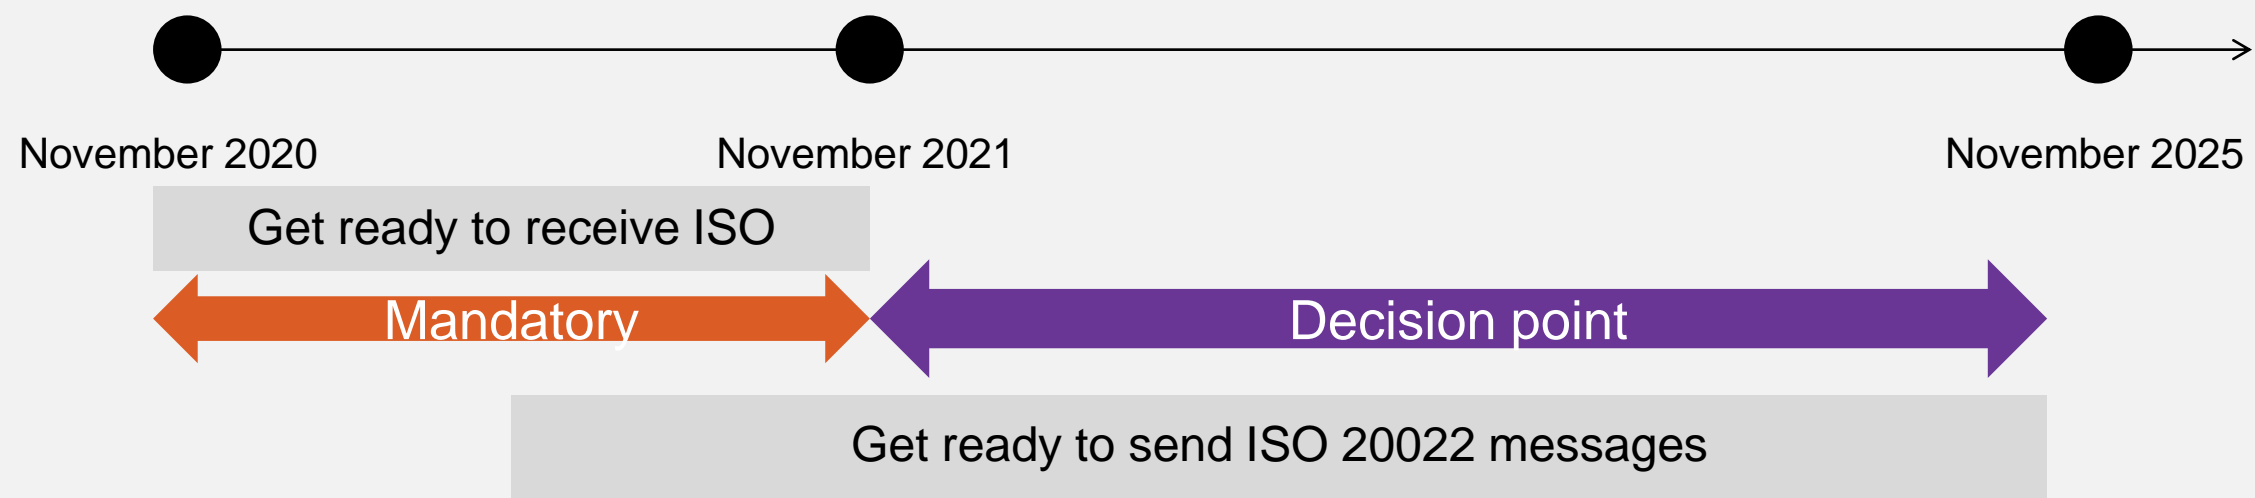 November 2020
November 2021
November 2025
Get ready to receive ISO
Mandatory
Decision point
Get ready to send ISO 20022 messages